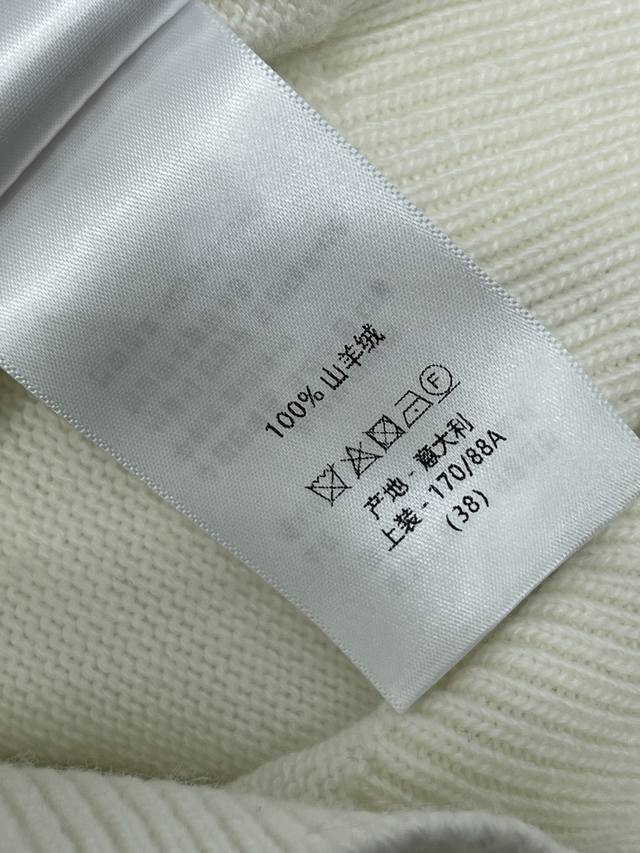 100% 山羊绒
F
产地 - 意大利
上装 - 170/88A
(38)